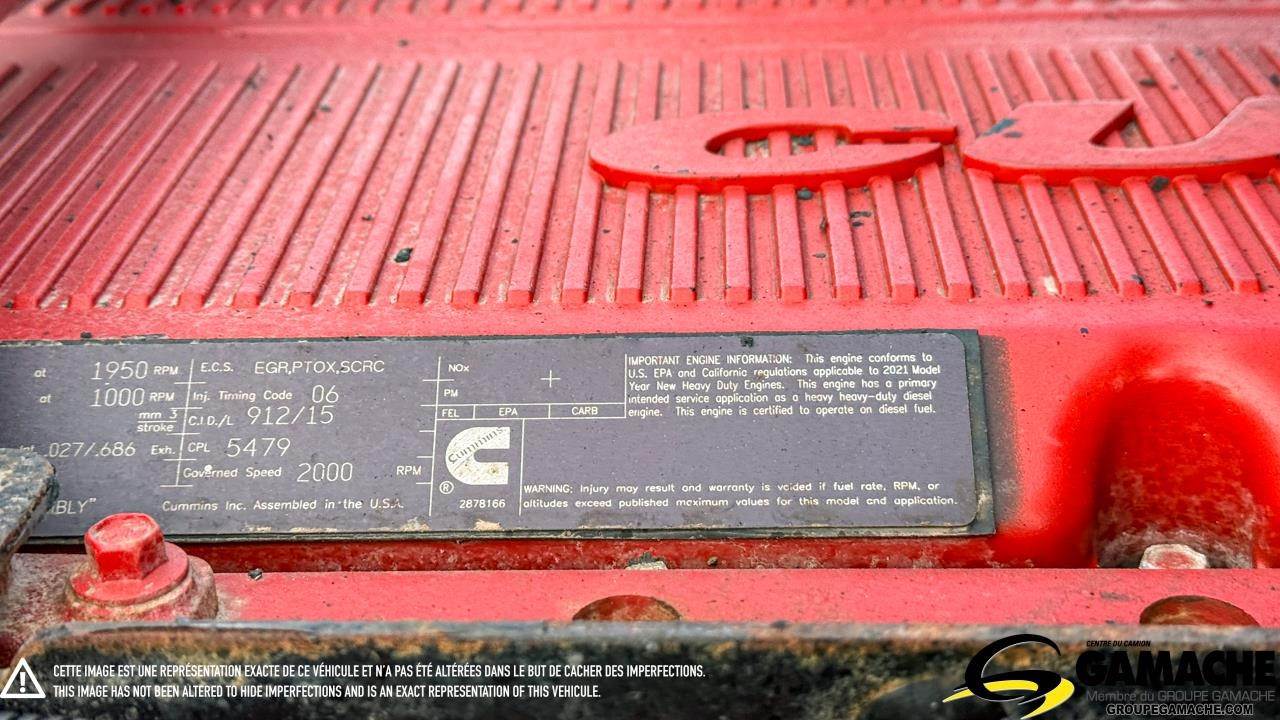 CU
at 1950 RPM
at 1000 RPM
mm 3
stroke
.027/.686 Exh.
BLY"
E.C.S. EGR,PTOX,SCRC
Inj. Timing Code 06
C.I.D./L 912/15
CPL 5479
Governed Speed 2000 RPM
Cummins Inc. Assembled in the U.S.A.
NOx
PM
FEL EPA CARB
Cummins
®
2878166
IMPORTANT ENGINE INFORMATION: This engine conforms to
U.S. EPA and California regulations applicable to 2021 Model
Year New Heavy Duty Engines. This engine has a primary
intended service application as a heavy heavy-duty diesel
engine. This engine is certified to operate on diesel fuel.
WARNING: Injury may result and warranty is voided if fuel rate, RPM, or
altitudes exceed published maximum values for this model and application.
CETTE IMAGE EST UNE REPRÉSENTATION EXACTE DE CE VÉHICULE ET N'A PAS ÉTÉ ALTÉRÉES DANS LE BUT DE CACHER DES IMPERFECTIONS.
THIS IMAGE HAS NOT BEEN ALTERED TO HIDE IMPERFECTIONS AND IS AN EXACT REPRESENTATION OF THIS VEHICULE.
CENTRE DU CAMION
GAMACHE
Membre du GROUPE GAMACHE
GROUPEGAMACHE.COM